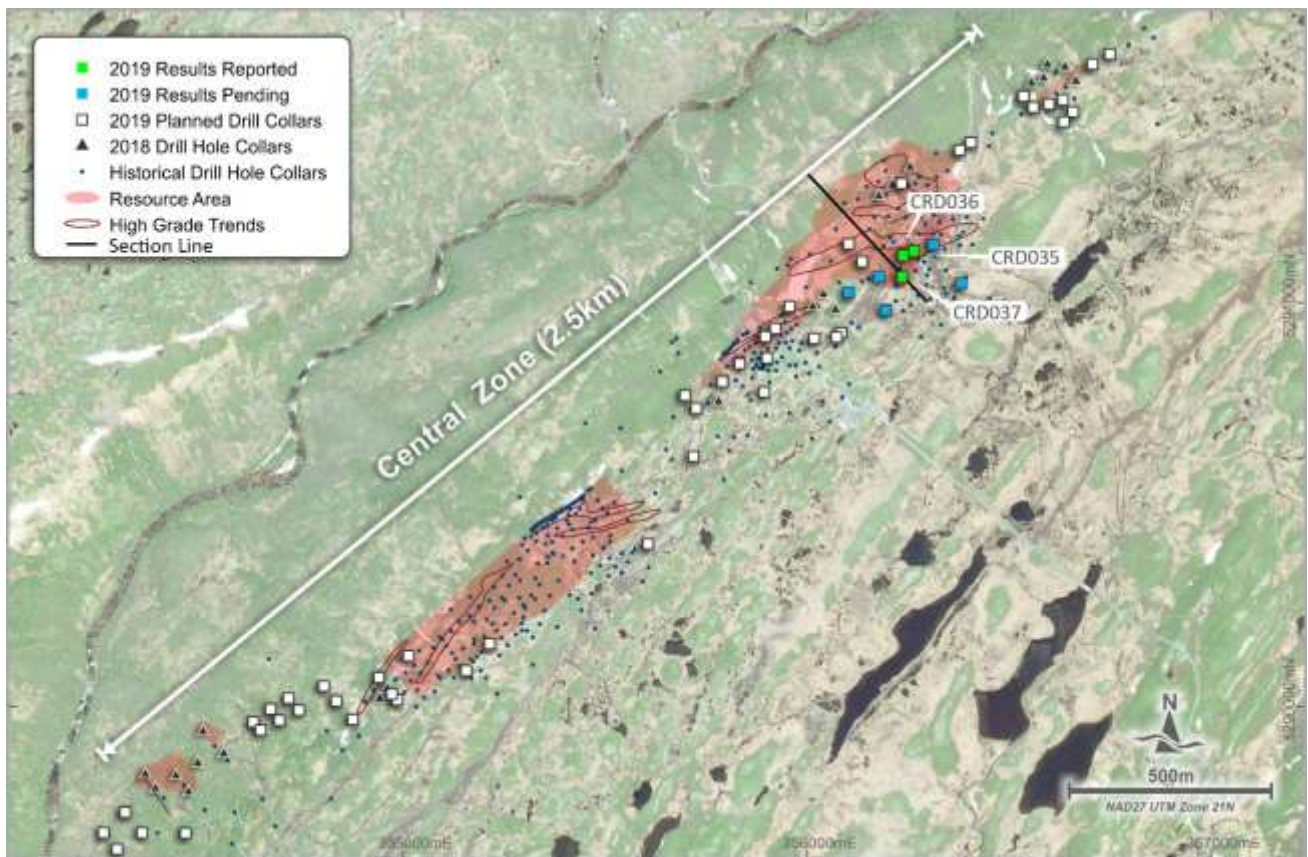 2019 Results Reported
2019 Results Pending
2019 Planned Drill Collars
2018 Drill Hole Collars
Historical Drill Hole Collars
Resource Area
High Grade Trends
Section Line
Central Zone (2.5km)
CRD036
CRD035
CRD037
N
500m
NAD27 UTM Zone 21N
356000mE